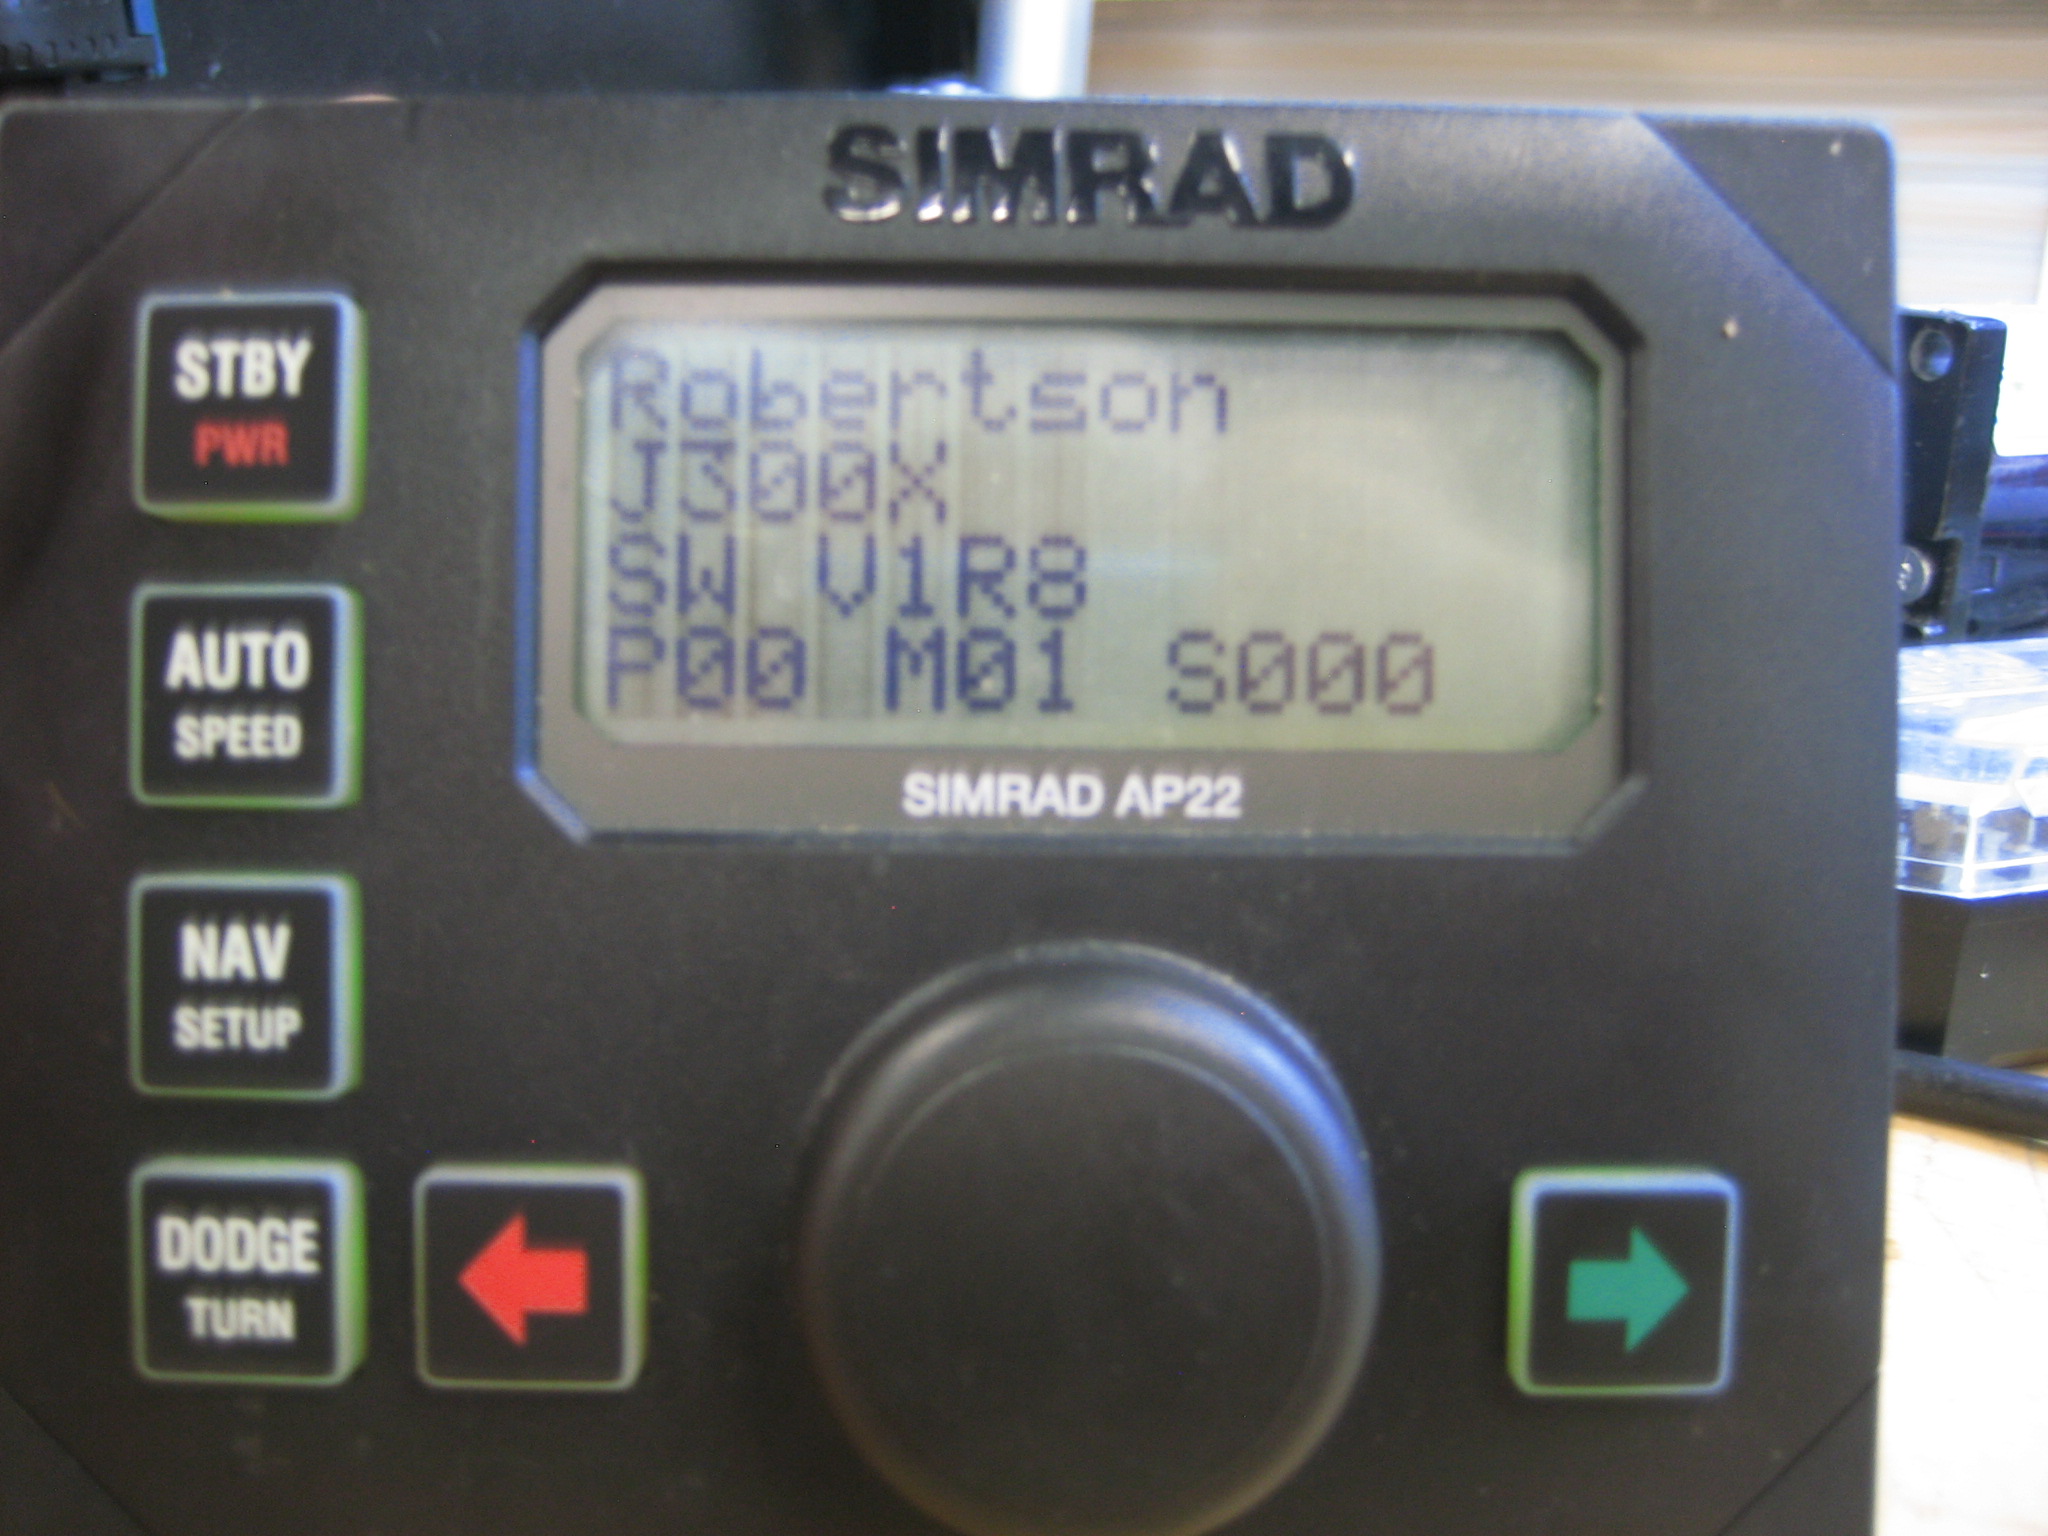 SIMRAD
Robertson
J300X
SW V1R8
P00 M01 S000
SIMRAD AP22
STBY
PWR
AUTO
SPEED
NAV
SETUP
DODGE
TURN